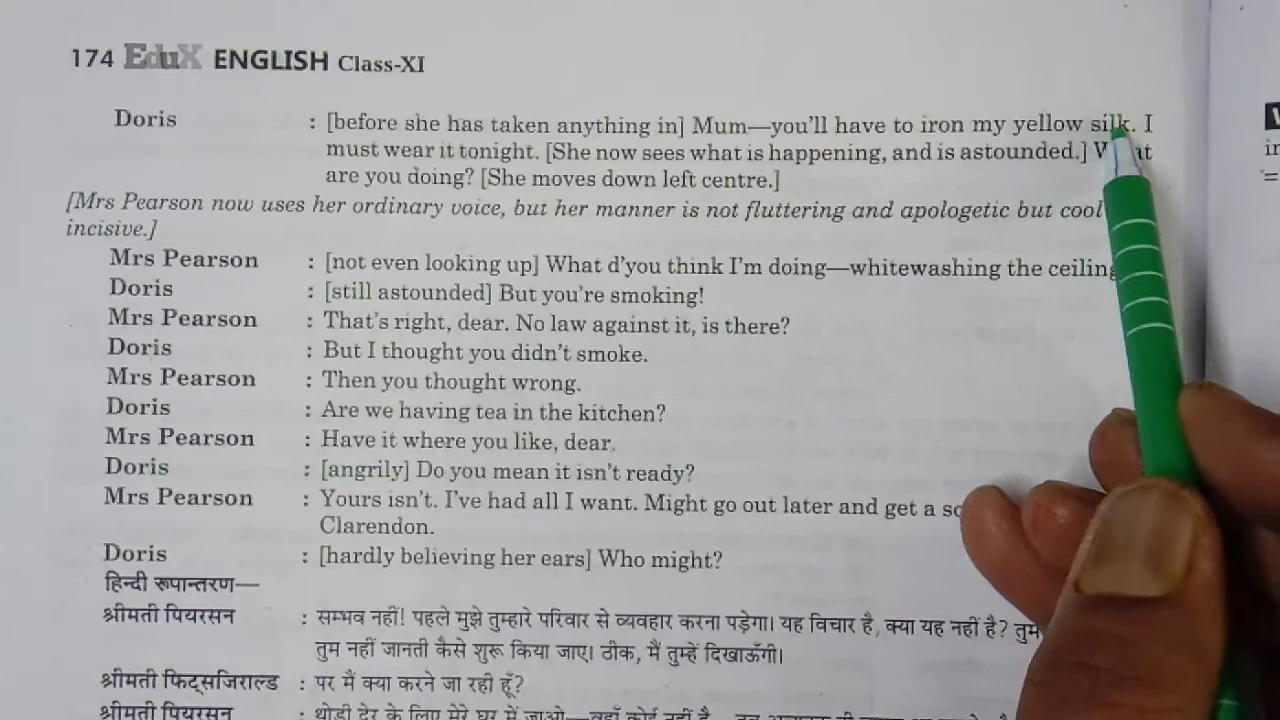 174 EduX ENGLISH Class-XI
Doris : [before she has taken anything in] Mum—you'll have to iron my yellow silk. I
must wear it tonight. [She now sees what is happening, and is astounded.]
are you doing? [She moves down left centre.]
[Mrs Pearson now uses her ordinary voice, but her manner is not fluttering and apologetic but cool
incisive.]
Mrs Pearson : [not even looking up] What d'you think I'm doing—whitewashing the ceiling
Doris : [still astounded] But you're smoking!
Mrs Pearson : That's right, dear. No law against it, is there?
Doris : But I thought you didn't smoke.
Mrs Pearson : Then you thought wrong.
Doris : Are we having tea in the kitchen?
Mrs Pearson : Have it where you like, dear.
Doris : [angrily] Do you mean it isn't ready?
Mrs Pearson : Yours isn't. I've had all I want. Might go out later and get a
Clarendon.
Doris : [hardly believing her ears] Who might?
हिन्दी रूपान्तरण—
श्रीमती पियरसन : सम्भव नहीं! पहले मुझे तुम्हारे परिवार से व्यवहार करना पड़ेगा। यह विचार है, क्या यह नहीं है? तुम
तुम नहीं जानती कैसे शुरू किया जाए। ठीक, मैं तुम्हें दिखाऊँगी।
श्रीमती फिट्सजिराल्ड : पर मैं क्या करने जा रही हूँ?
श्रीमती पियरसन : थोड़ी देर के लिए मेरे घर में जाओ—वहाँ कोई नहीं है